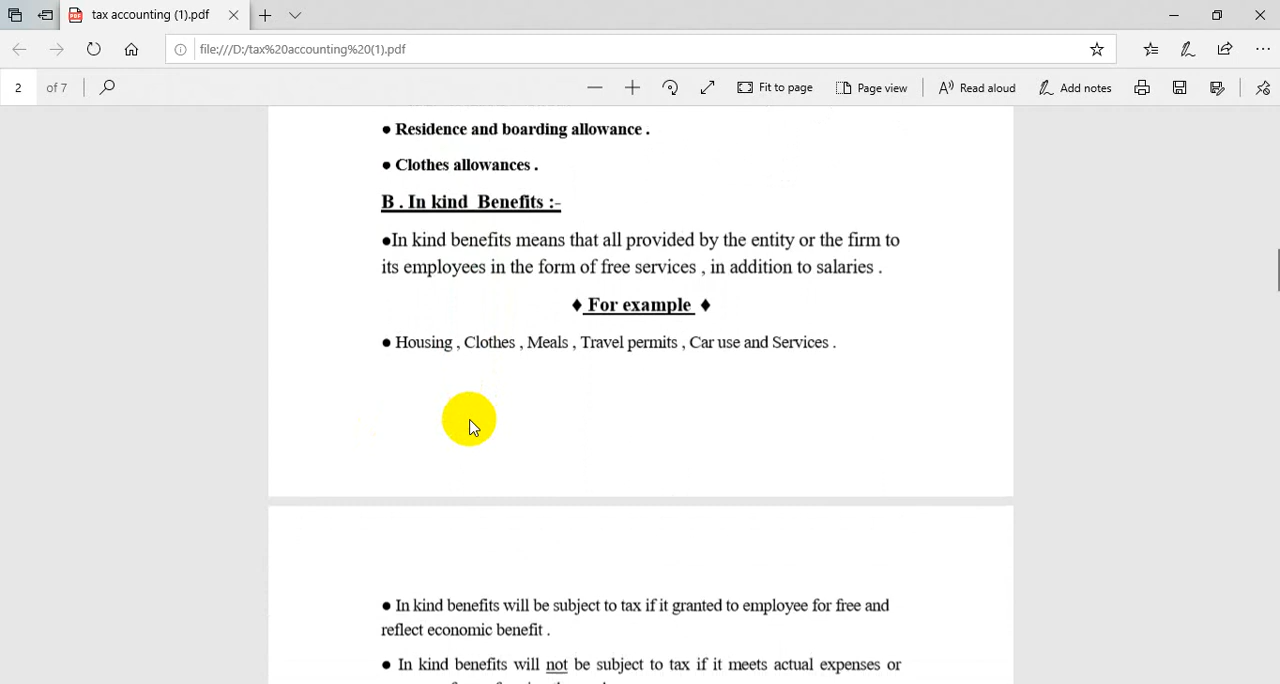 tax accounting (1).pdf
file:///D:/tax%20accounting%20(1).pdf
2 of 7 Fit to page Page view Read aloud Add notes
● Residence and boarding allowance .
● Clothes allowances .
B . In kind Benefits :-
●In kind benefits means that all provided by the entity or the firm to
its employees in the form of free services , in addition to salaries .
♦ For example ♦
● Housing , Clothes , Meals , Travel permits , Car use and Services .
● In kind benefits will be subject to tax if it granted to employee for free and
reflect economic benefit .
● In kind benefits will not be subject to tax if it meets actual expenses or